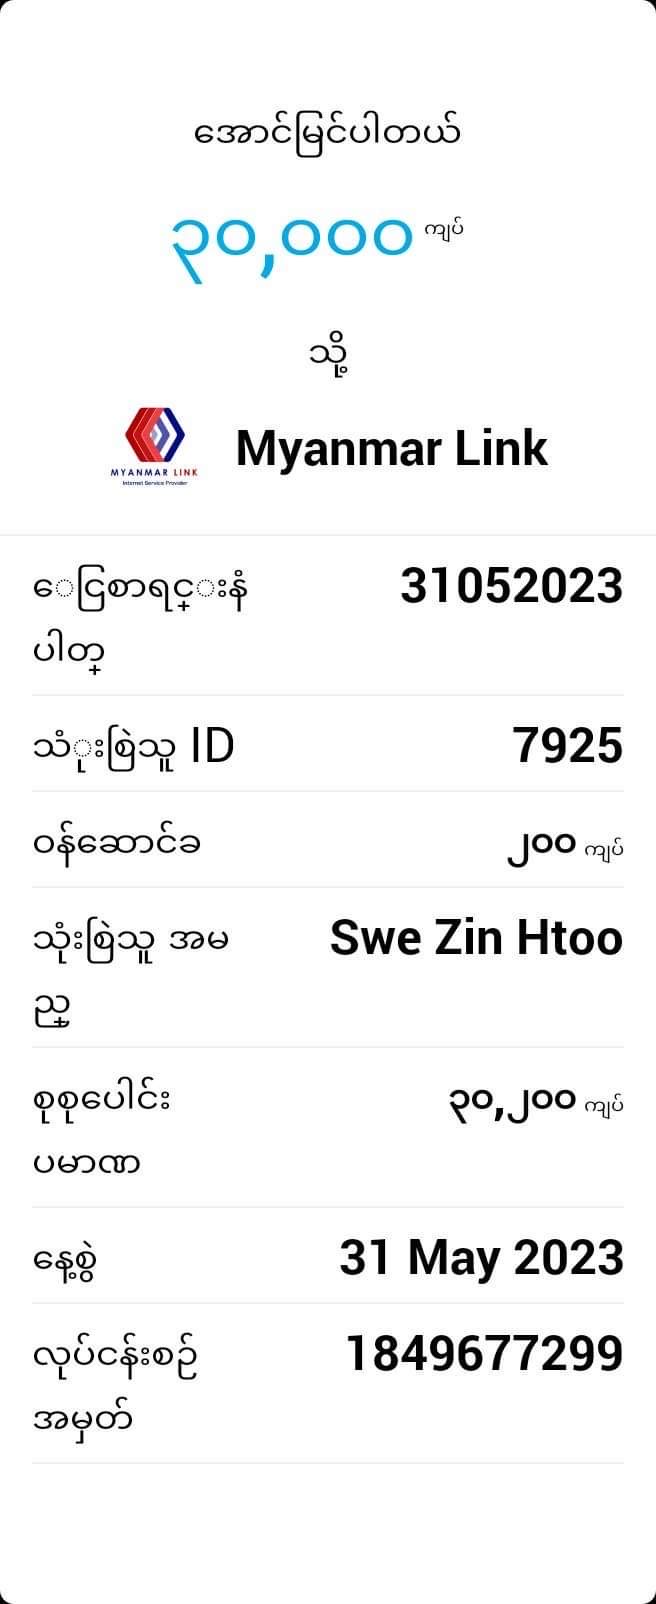 အောင်မြင်ပါတယ်
၃၀,၀၀၀ ကျပ်
သို့
MYANMAR LINK
Internet Service Provider
Myanmar Link
ေငြစာရင္းနံ
ပါတ္
31052023
သံုးစြဲသူ ID
7925
ဝန်ဆောင်ခ
၂၀၀ ကျပ်
သုံးစြဲသူ အမ
ည္
Swe Zin Htoo
စုစုပေါင်း
ပမာဏ
၃၀,၂၀၀ ကျပ်
နေ့စွဲ
31 May 2023
လုပ်ငန်းစဉ်
အမှတ်
1849677299